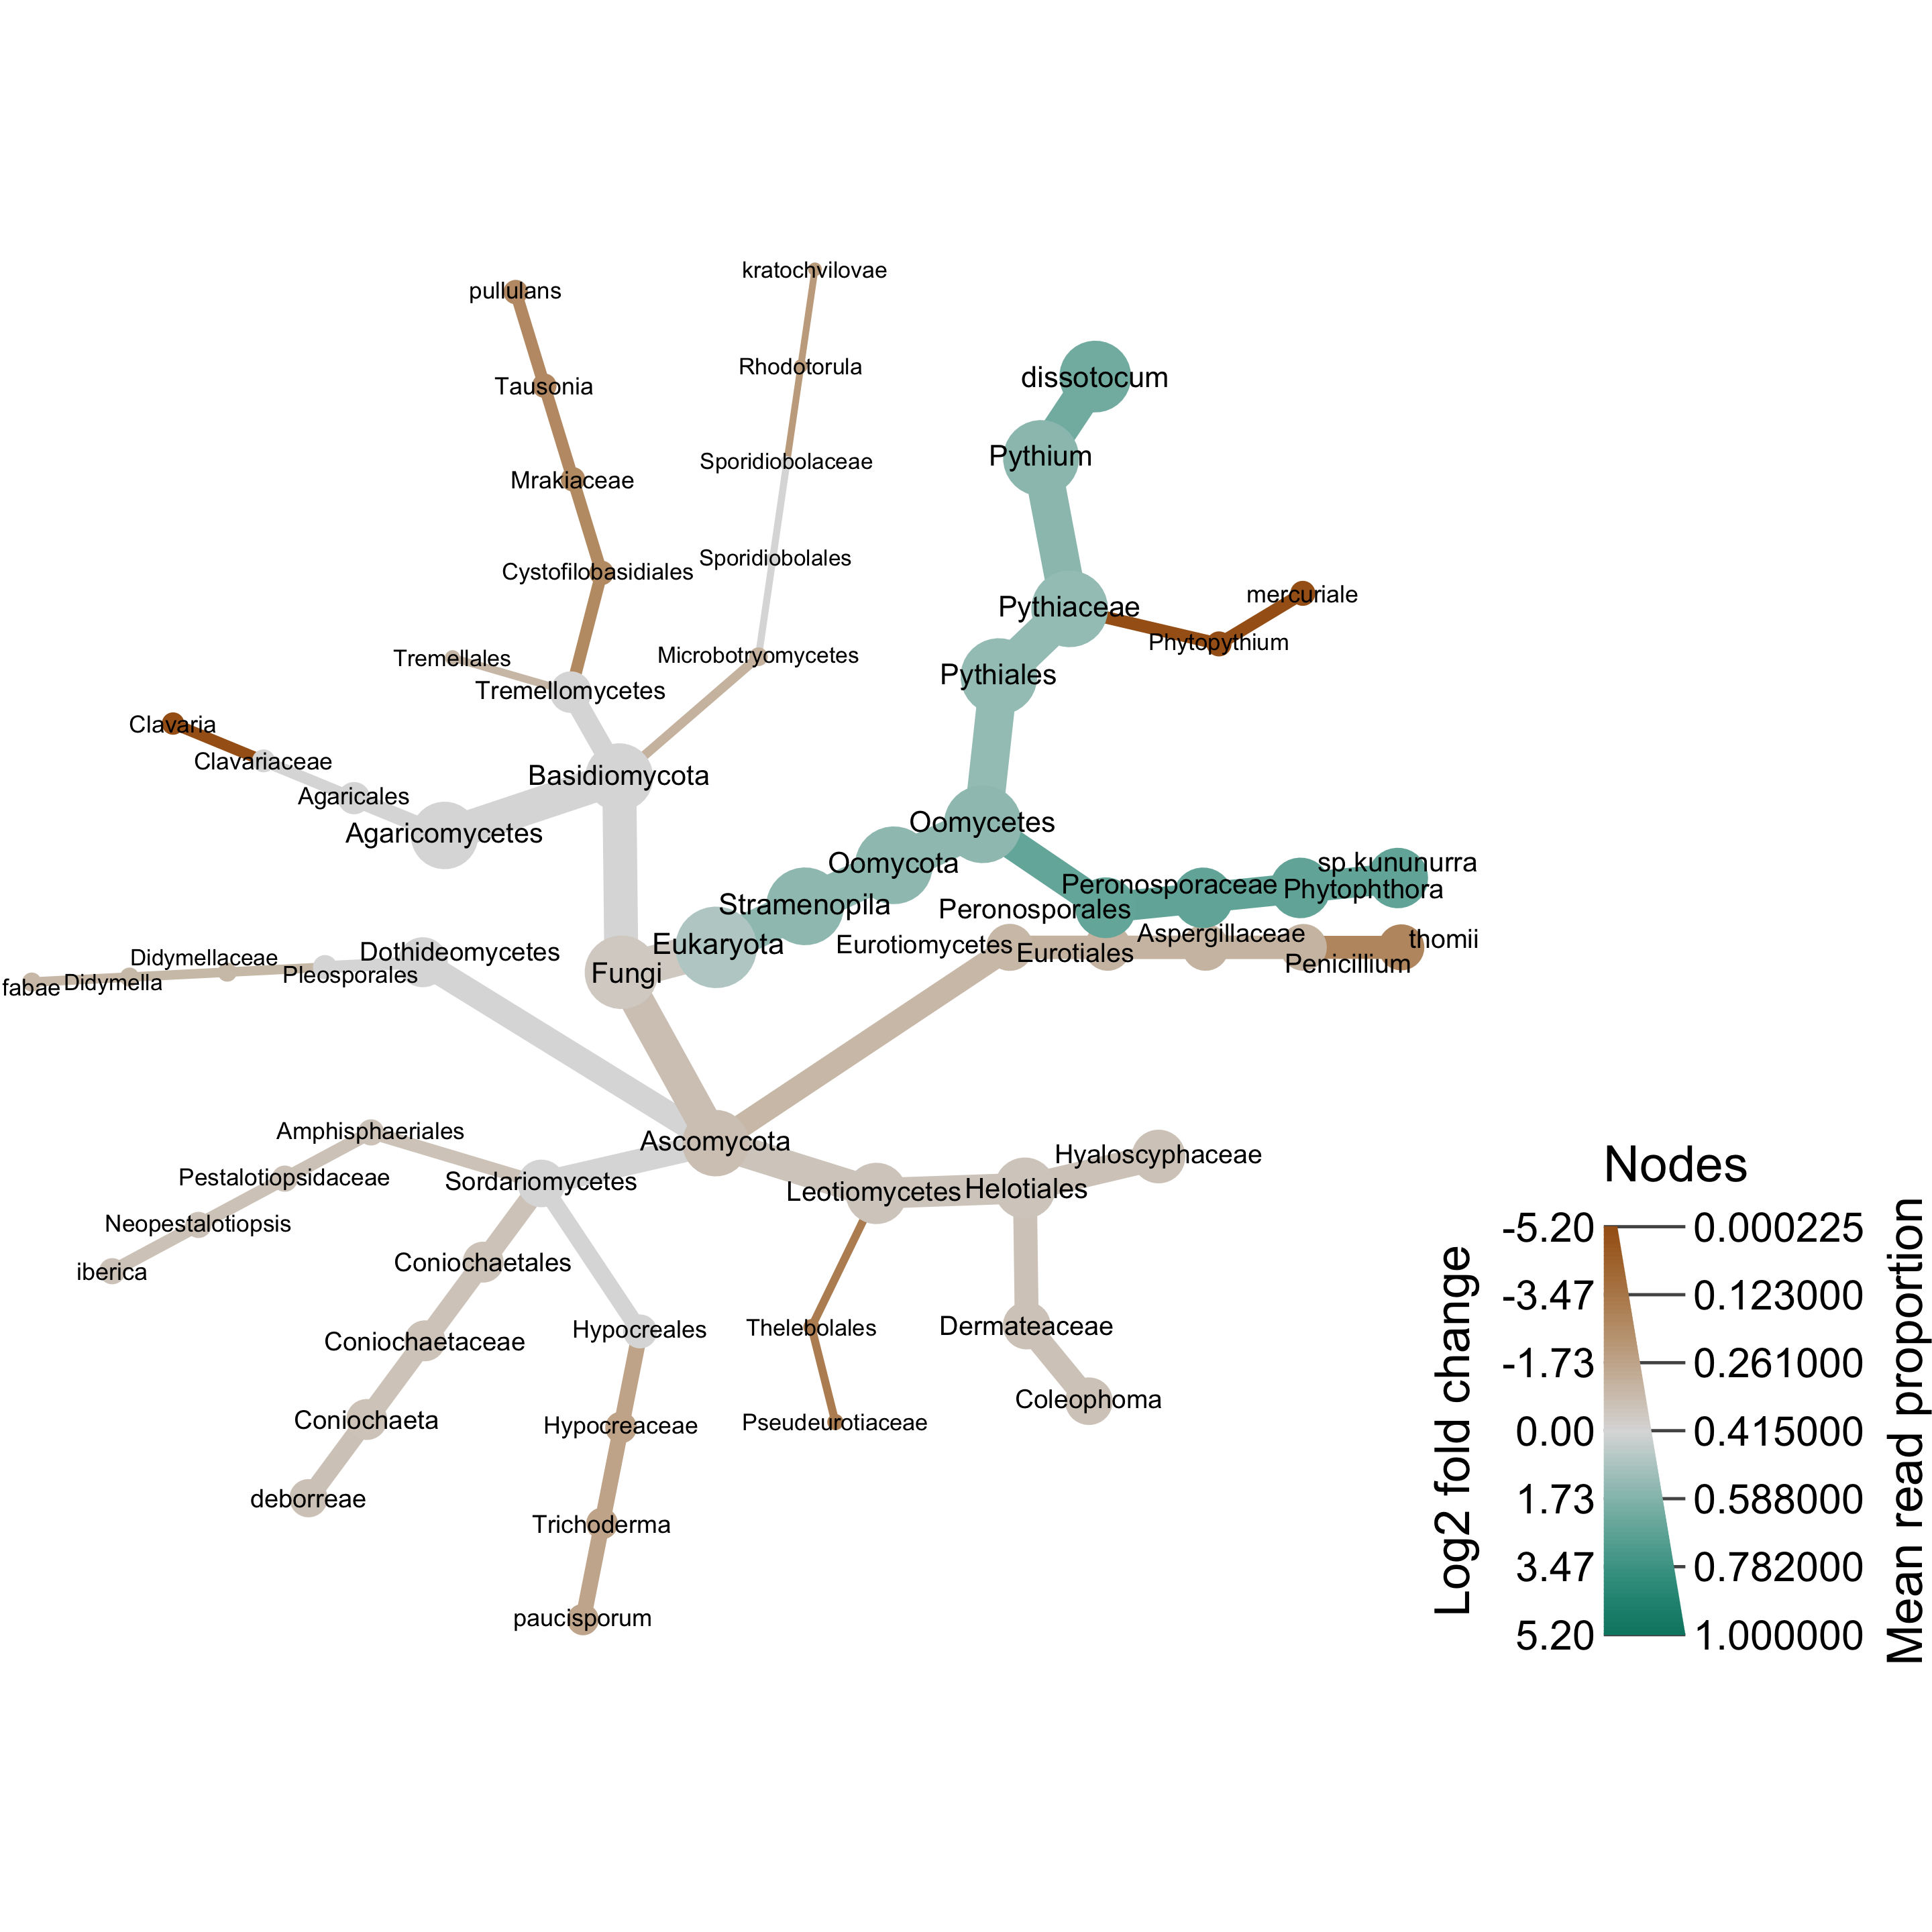 kratochvilovae
pullulans
Rhodotorula
dissotocum
Tausonia
Pythium
Sporidiobolaceae
Mrakiaceae
Sporidiobolales
Cystofilobasidiales
mercuriale
Pythiaceae
Phytopythium
Tremellales
Microbotryomycetes
Pythiales
Tremellomycetes
Clavaria
Clavariaceae
Basidiomycota
Agaricales
Oomycetes
Agaricomycetes
Oomycota
sp.kununurra
Peronosporaceae
Phytophthora
Stramenopila
Peronosporales
Eukaryota
Eurotiomycetes
Aspergillaceae
thomii
Dothideomycetes
Eurotiales
Didymellaceae
Penicillium
Fungi
Pleosporales
Didymella
fabae
Amphisphaeriales
Ascomycota
Hyaloscyphaceae
Pestalotiopsidaceae
Sordariomycetes
Leotiomycetes
Helotiales
Neopestalotiopsis
iberica
Coniochaetales
Hypocreales
Thelebolales
Dermateaceae
Coniochaetaceae
Coleophoma
Coniochaeta
Hypocreaceae
Pseudeurotiaceae
deborreae
Trichoderma
paucisporum
Nodes
Log2 fold change
Mean read proportion
-5.20 0.000225
-3.47 0.123000
-1.73 0.261000
0.00 0.415000
1.73 0.588000
3.47 0.782000
5.20 1.000000